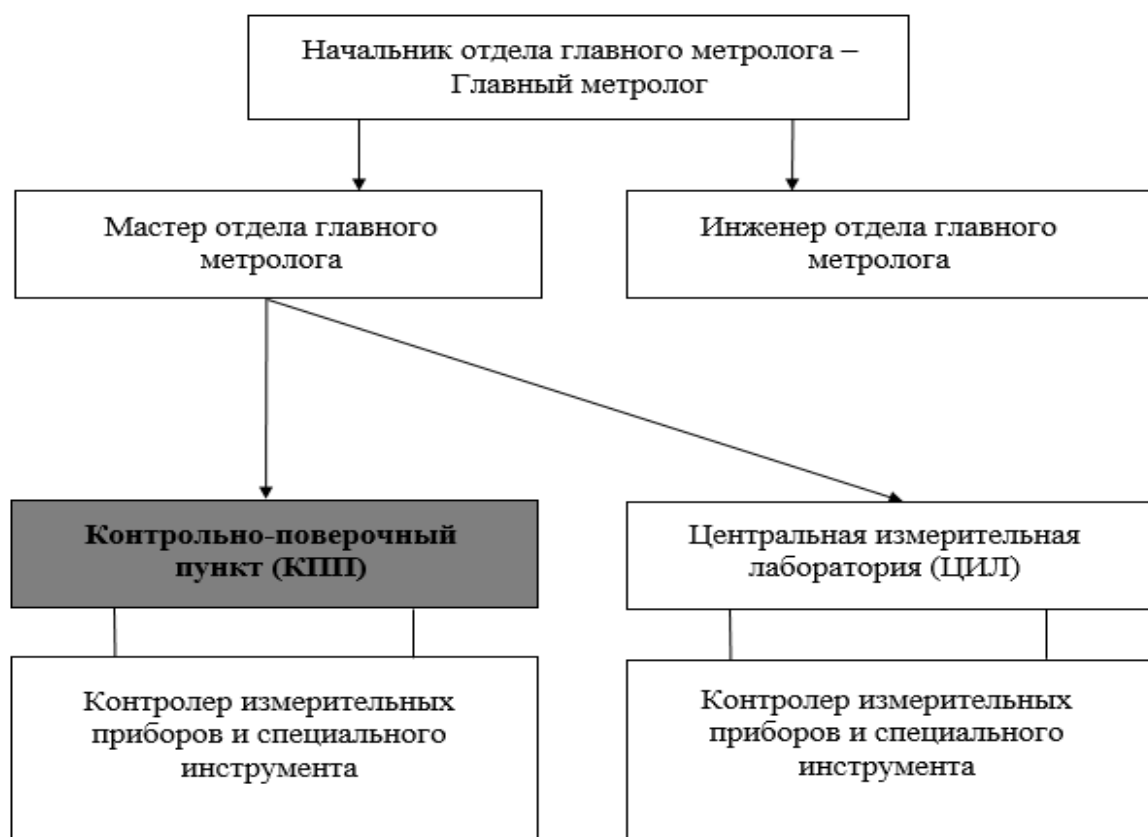 Начальник отдела главного метролога –
Главный метролог
Мастер отдела главного
метролога
Инженер отдела главного
метролога
Контрольно-поверочный
пункт (КПП)
Центральная измерительная
лаборатория (ЦИЛ)
Контролер измерительных
приборов и специального
инструмента
Контролер измерительных
приборов и специального
инструмента